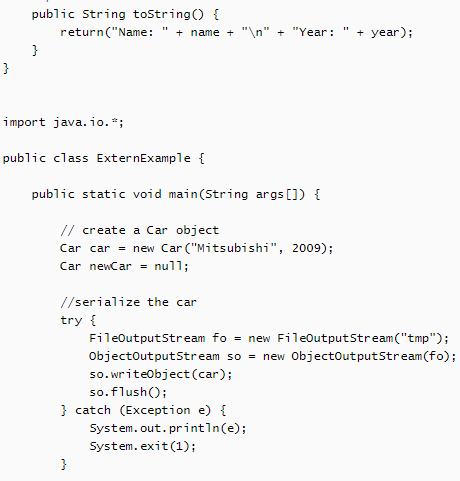 public String toString() {
        return("Name: " + name + "\n" + "Year: " + year);
    }
}
import java.io.*;
public class ExternExample {
    public static void main(String args[]) {
        // create a Car object
        Car car = new Car("Mitsubishi", 2009);
        Car newCar = null;
        //serialize the car
        try {
            FileOutputStream fo = new FileOutputStream("tmp");
            ObjectOutputStream so = new ObjectOutputStream(fo);
            so.writeObject(car);
            so.flush();
        } catch (Exception e) {
            System.out.println(e);
            System.exit(1);
        }